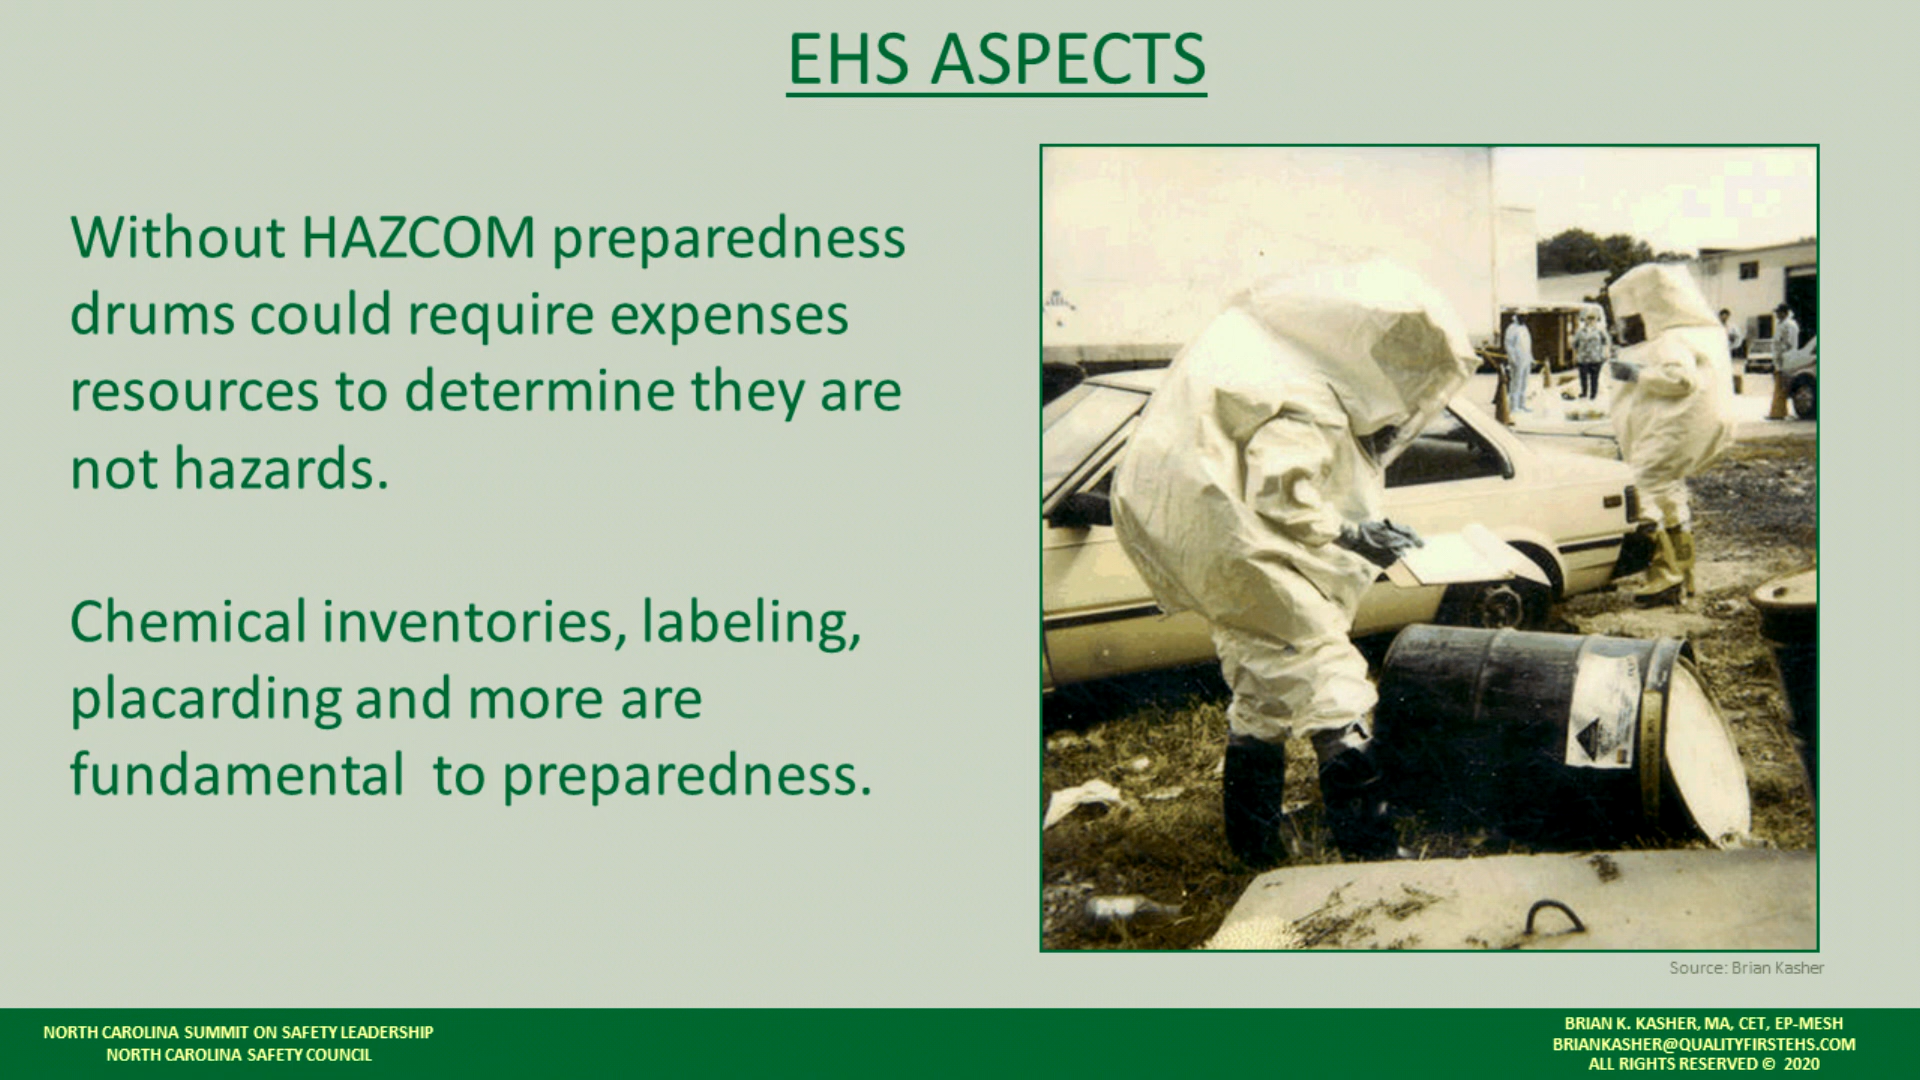 EHS ASPECTS
Without HAZCOM preparedness
drums could require expenses
resources to determine they are
not hazards.
Chemical inventories, labeling,
placarding and more are
fundamental  to preparedness.
Source: Brian Kasher
NORTH CAROLINA SUMMIT ON SAFETY LEADERSHIP
NORTH CAROLINA SAFETY COUNCIL
BRIAN K. KASHER, MA, CET, EP-MESH
BRIANKASHER@QUALITYFIRSTEHS.COM
ALL RIGHTS RESERVED © 2020